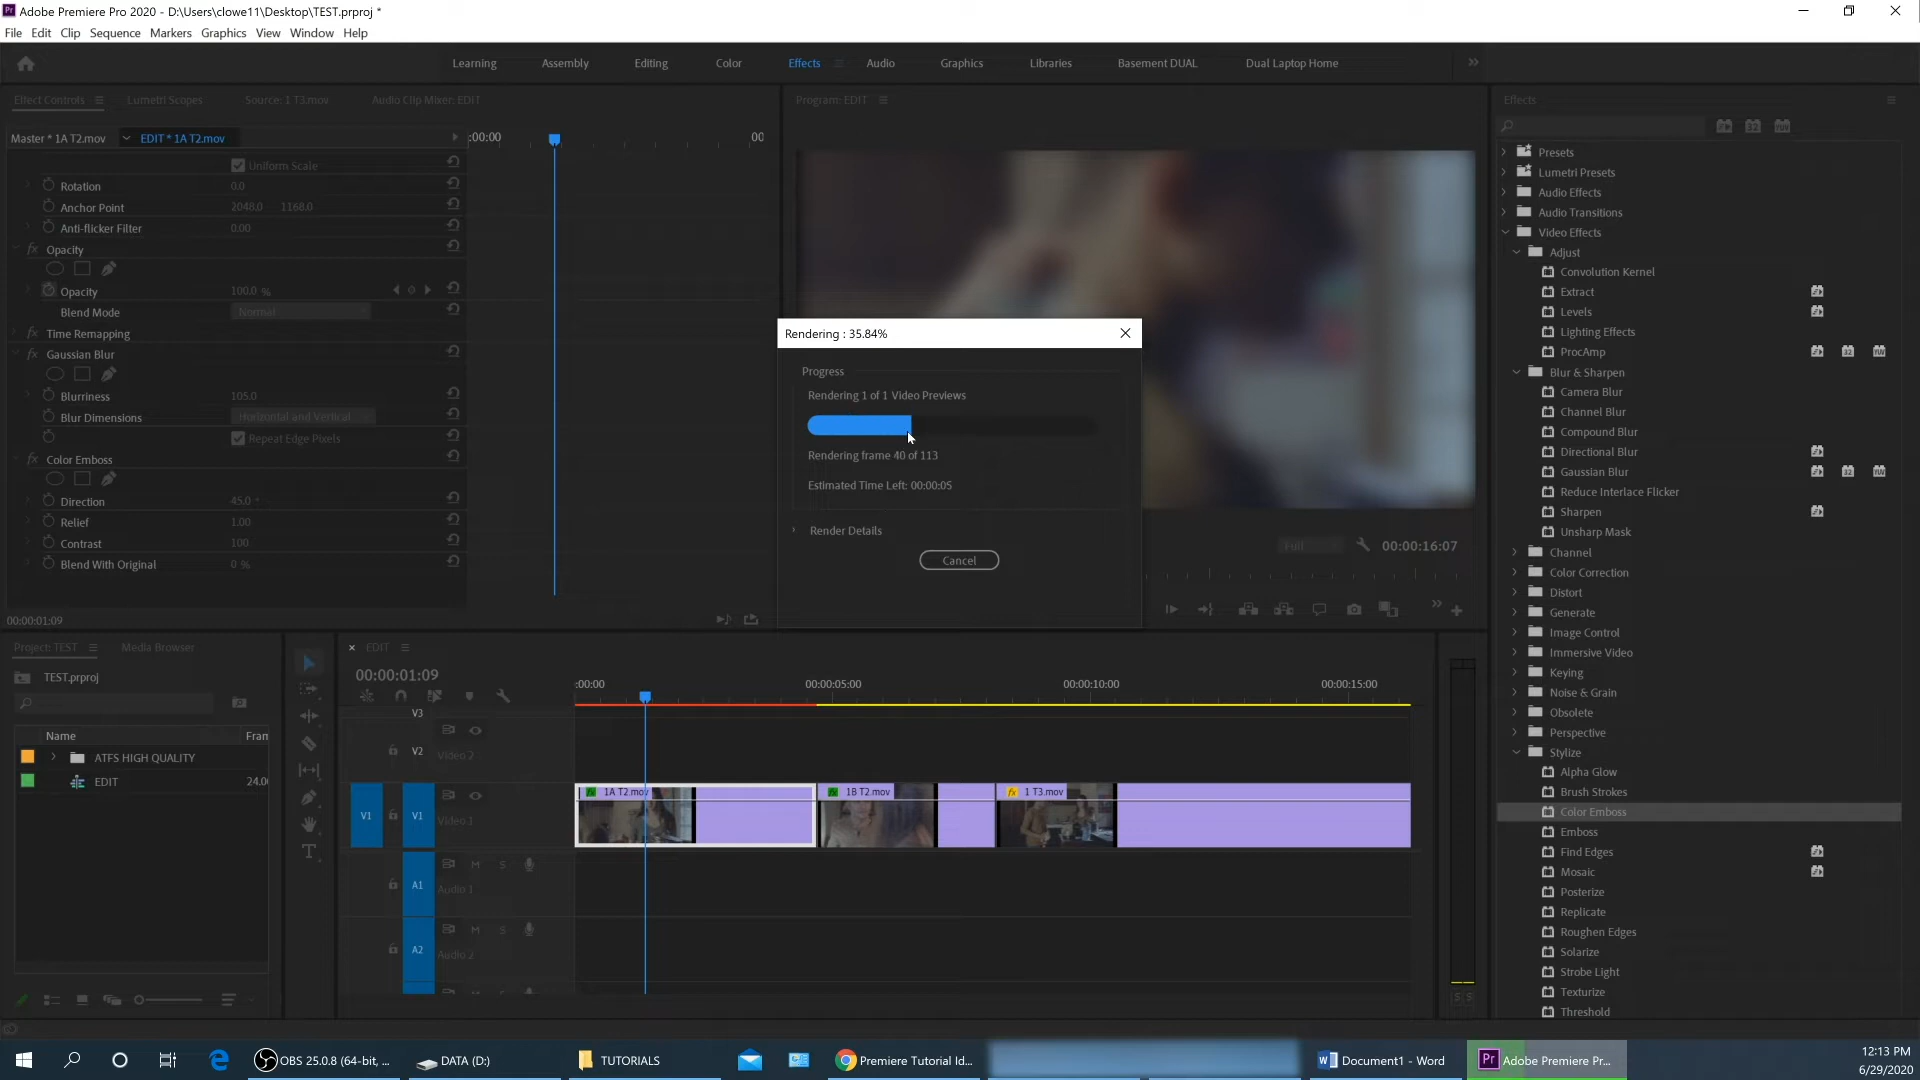 Adobe Premiere Pro 2020 - D:\Users\clowe11\Desktop\TEST.prproj *
File Edit Clip Sequence Markers Graphics View Window Help
Learning Assembly Editing Color Effects Audio Graphics Libraries Basement DUAL Dual Laptop Home
Effect Controls Lumetri Scopes Source: 1 T3.mov Audio Clip Mixer: EDIT
Master * 1A T2.mov EDIT * 1A T2.mov :00:00 00
Uniform Scale
Rotation 0.0
Anchor Point 2048.0 1168.0
Anti-flicker Filter 0.00
fx Opacity
Opacity 100.0 %
Blend Mode Normal
fx Time Remapping
fx Gaussian Blur
Blurriness 105.0
Blur Dimensions Horizontal and Vertical
Repeat Edge Pixels
fx Color Emboss
Direction 45.0 °
Relief 1.00
Contrast 100
Blend With Original 0 %
00:00:01:09
Program: EDIT
Rendering : 35.84%
Progress
Rendering 1 of 1 Video Previews
Rendering frame 40 of 113
Estimated Time Left: 00:00:05
Render Details
Cancel
Full 00:00:16:07
Effects
Presets
Lumetri Presets
Audio Effects
Audio Transitions
Video Effects
Adjust
Convolution Kernel
Extract
Levels
Lighting Effects
ProcAmp 32
Blur & Sharpen
Camera Blur
Channel Blur
Compound Blur
Directional Blur
Gaussian Blur 32
Reduce Interlace Flicker
Sharpen
Unsharp Mask
Channel
Color Correction
Distort
Generate
Image Control
Immersive Video
Keying
Noise & Grain
Obsolete
Perspective
Stylize
Alpha Glow
Brush Strokes
Color Emboss
Emboss
Find Edges
Mosaic
Posterize
Replicate
Roughen Edges
Solarize
Strobe Light
Texturize
Threshold
Project: TEST Media Browser
TEST.prproj
Name Fram
ATFS HIGH QUALITY
EDIT 24.00
EDIT
00:00:01:09
:00:00 00:00:05:00 00:00:10:00 00:00:15:00
V3
V2 Video 2
V1 V1 Video 1
fx 1A T2.mov fx 1B T2.mov fx 1 T3.mov
M S
A1 Audio 1
M S
A2 Audio 2
S S
OBS 25.0.8 (64-bit, ... DATA (D:) TUTORIALS Premiere Tutorial Id... Document1 - Word Adobe Premiere Pr...
12:13 PM
6/29/2020